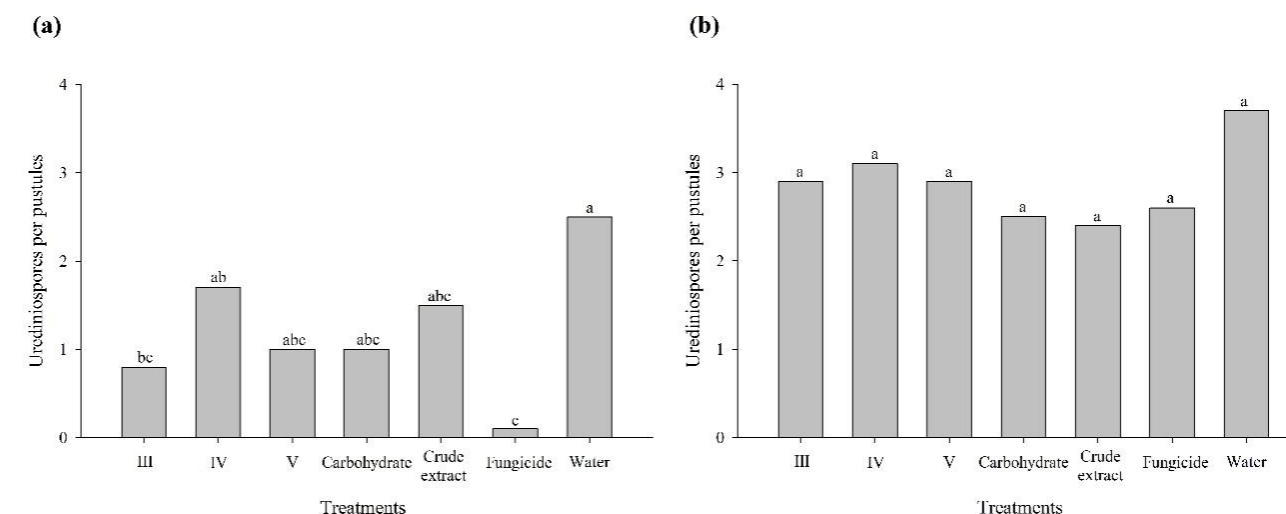 (a)
4
3
2
1
0
Urediniospores per pustules
bc
ab
abc
abc
abc
c
a
III
IV
V
Carbohydrate
Crude
extract
Fungicide
Water
Treatments
(b)
4
3
2
1
0
Urediniospores per pustules
a
a
a
a
a
a
a
III
IV
V
Carbohydrate
Crude
extract
Fungicide
Water
Treatments